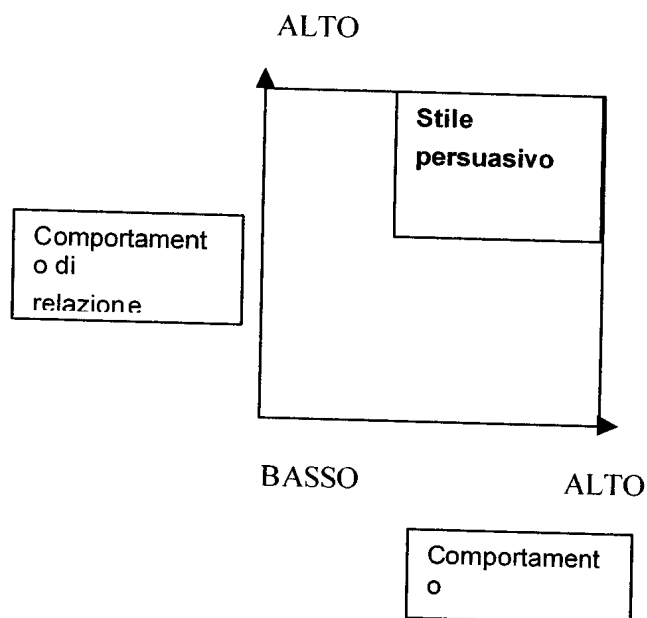 ALTO
Stile
persuasivo
Comportament
o di
relazione
BASSO
ALTO
Comportament
o